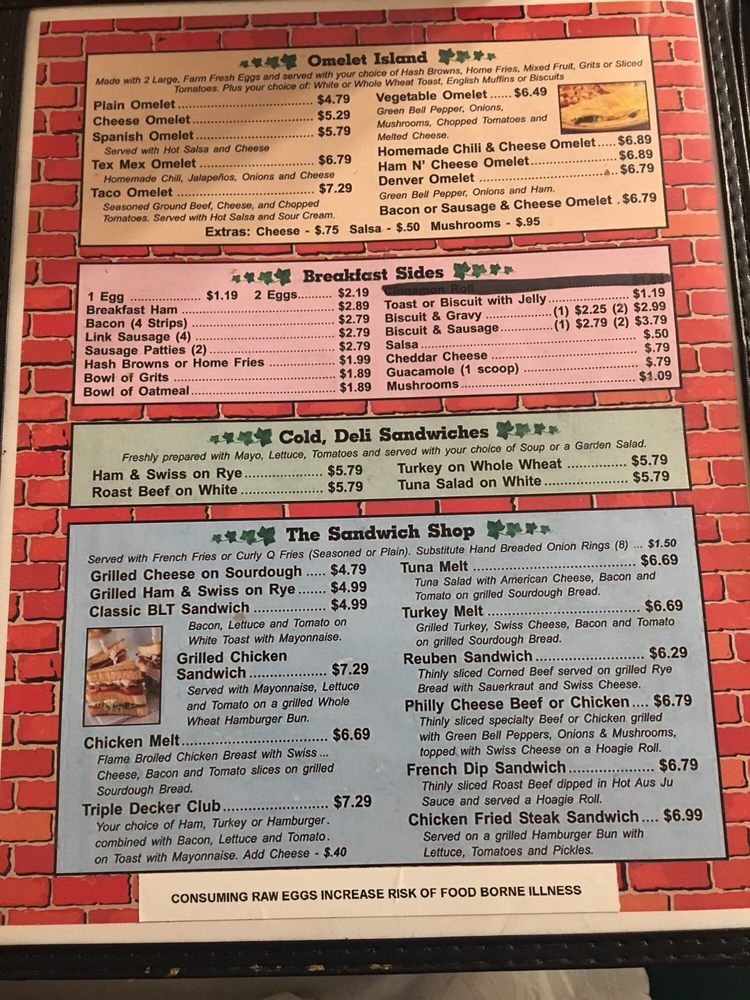 Omelet Island
Made with 2 Large, Farm Fresh Eggs and served with your choice of Hash Browns, Home Fries, Mixed Fruit, Grits or Sliced
Tomatoes. Plus your choice of: White or Whole Wheat Toast, English Muffins or Biscuits
Plain Omelet ........ $4.79
Cheese Omelet ........ $5.29
Spanish Omelet ........ $5.79
Served with Hot Salsa and Cheese
Tex Mex Omelet ........ $6.79
Homemade Chili, Jalapeños, Onions and Cheese
Taco Omelet ........ $7.29
Seasoned Ground Beef, Cheese, and Chopped
Tomatoes. Served with Hot Salsa and Sour Cream.
Vegetable Omelet ...... $6.49
Green Bell Pepper, Onions,
Mushrooms, Chopped Tomatoes and
Melted Cheese.
Homemade Chili & Cheese Omelet .... $6.89
Ham N' Cheese Omelet ........ $6.89
Denver Omelet ........ $6.79
Green Bell Pepper, Onions and Ham.
Bacon or Sausage & Cheese Omelet . $6.79
Extras: Cheese - $.75 Salsa - $.50 Mushrooms - $.95
Breakfast Sides
1 Egg ........ $1.19 2 Eggs ........ $2.19
Breakfast Ham ........ $2.89
Bacon (4 Strips) ........ $2.79
Link Sausage (4) ........ $2.79
Sausage Patties (2) ........ $2.79
Hash Browns or Home Fries ........ $1.99
Bowl of Grits ........ $1.89
Bowl of Oatmeal ........ $1.89
Cinnamon Roll
Toast or Biscuit with Jelly ........ $1.19
Biscuit & Gravy ........ (1) $2.25 (2) $2.99
Biscuit & Sausage ........ (1) $2.79 (2) $3.79
Salsa ........ $.50
Cheddar Cheese ........ $.79
Guacamole (1 scoop) ........ $.79
Mushrooms ........ $1.09
Cold, Deli Sandwiches
Freshly prepared with Mayo, Lettuce, Tomatoes and served with your choice of Soup or a Garden Salad.
Ham & Swiss on Rye ........ $5.79
Roast Beef on White ........ $5.79
Turkey on Whole Wheat ........ $5.79
Tuna Salad on White ........ $5.79
The Sandwich Shop
Served with French Fries or Curly Q Fries (Seasoned or Plain). Substitute Hand Breaded Onion Rings (8) ... $1.50
Grilled Cheese on Sourdough ..... $4.79
Grilled Ham & Swiss on Rye ....... $4.99
Classic BLT Sandwich ........ $4.99
Bacon, Lettuce and Tomato on
White Toast with Mayonnaise.
Grilled Chicken
Sandwich ........ $7.29
Served with Mayonnaise, Lettuce
and Tomato on a grilled Whole
Wheat Hamburger Bun.
Chicken Melt ........ $6.69
Flame Broiled Chicken Breast with Swiss ...
Cheese, Bacon and Tomato slices on grilled
Sourdough Bread.
Triple Decker Club ........ $7.29
Your choice of Ham, Turkey or Hamburger.
combined with Bacon, Lettuce and Tomato.
on Toast with Mayonnaise. Add Cheese - $.40
Tuna Melt ........ $6.69
Tuna Salad with American Cheese, Bacon and
Tomato on grilled Sourdough Bread.
Turkey Melt ........ $6.69
Grilled Turkey, Swiss Cheese, Bacon and Tomato
on grilled Sourdough Bread.
Reuben Sandwich ........ $6.29
Thinly sliced Corned Beef served on grilled Rye
Bread with Sauerkraut and Swiss Cheese.
Philly Cheese Beef or Chicken .... $6.79
Thinly sliced specialty Beef or Chicken grilled
with Green Bell Peppers, Onions & Mushrooms,
topped with Swiss Cheese on a Hoagie Roll.
French Dip Sandwich ........ $6.79
Thinly sliced Roast Beef dipped in Hot Aus Ju
Sauce and served a Hoagie Roll.
Chicken Fried Steak Sandwich .... $6.99
Served on a grilled Hamburger Bun with
Lettuce, Tomatoes and Pickles.
CONSUMING RAW EGGS INCREASE RISK OF FOOD BORNE ILLNESS